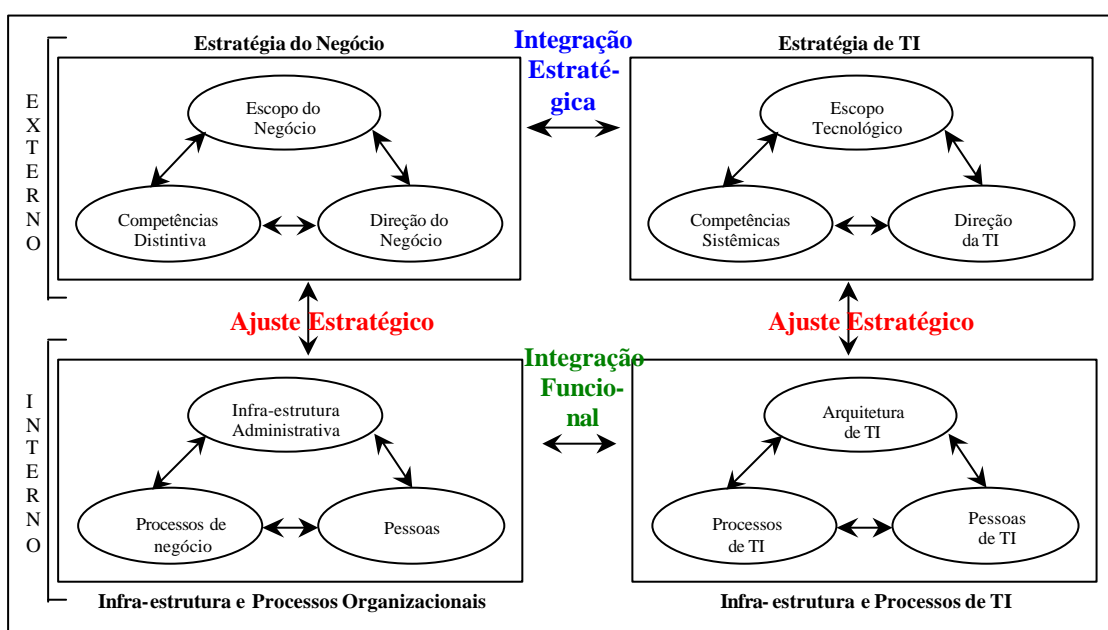 Estratégia do Negócio
Integração
Estraté-
gica
Estratégia de TI
EXTERNO
Escopo do
Negócio
Competências
Distintiva
Direção do
Negócio
Escopo
Tecnológico
Competências
Sistêmicas
Direção
da TI
Ajuste Estratégico
Ajuste Estratégico
INTERNO
Integração
Funcio-
nal
Infra-estrutura
Administrativa
Processos de
negócio
Pessoas
Arquitetura
de TI
Processos
de TI
Pessoas
de TI
Infra-estrutura e Processos Organizacionais
Infra- estrutura e Processos de TI